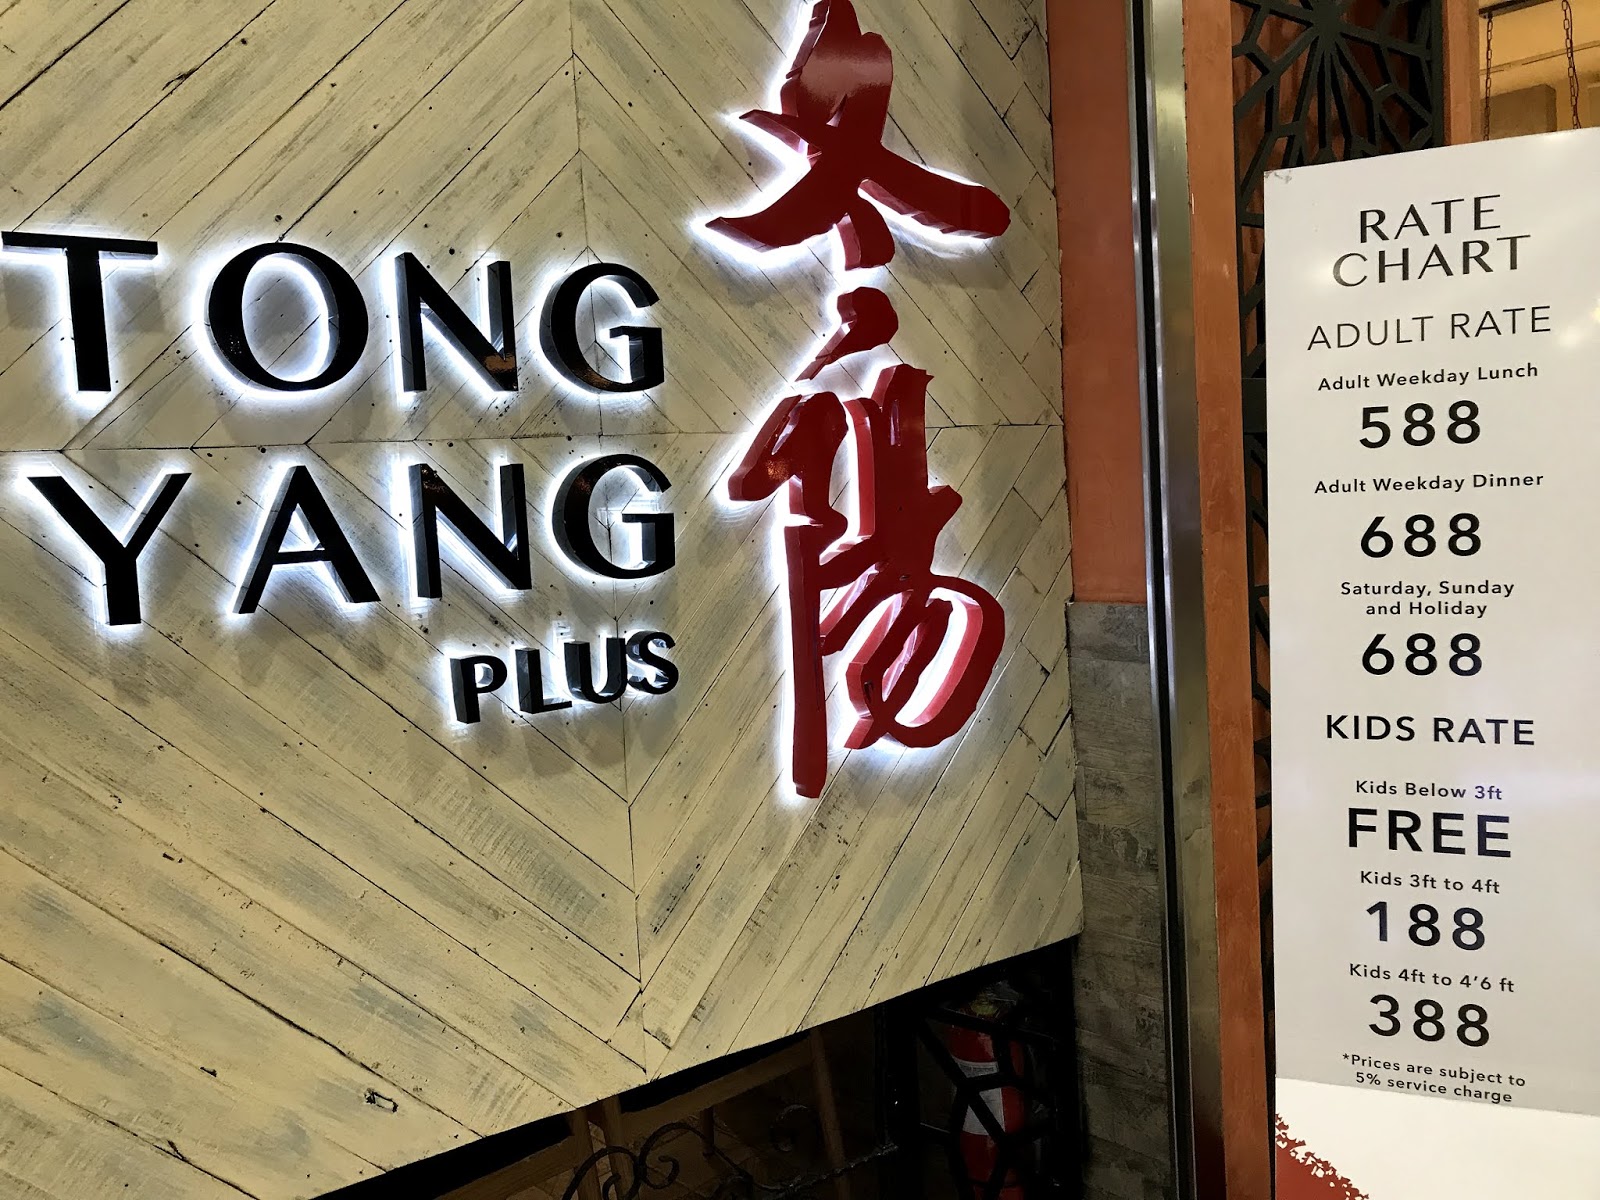 TONG
YANG
PLUS
太陽
RATE
CHART
ADULT RATE
Adult Weekday Lunch
588
Adult Weekday Dinner
688
Saturday, Sunday
and Holiday
688
KIDS RATE
Kids Below 3ft
FREE
Kids 3ft to 4ft
188
Kids 4ft to 4'6 ft
388
*Prices are subject to
5% service charge